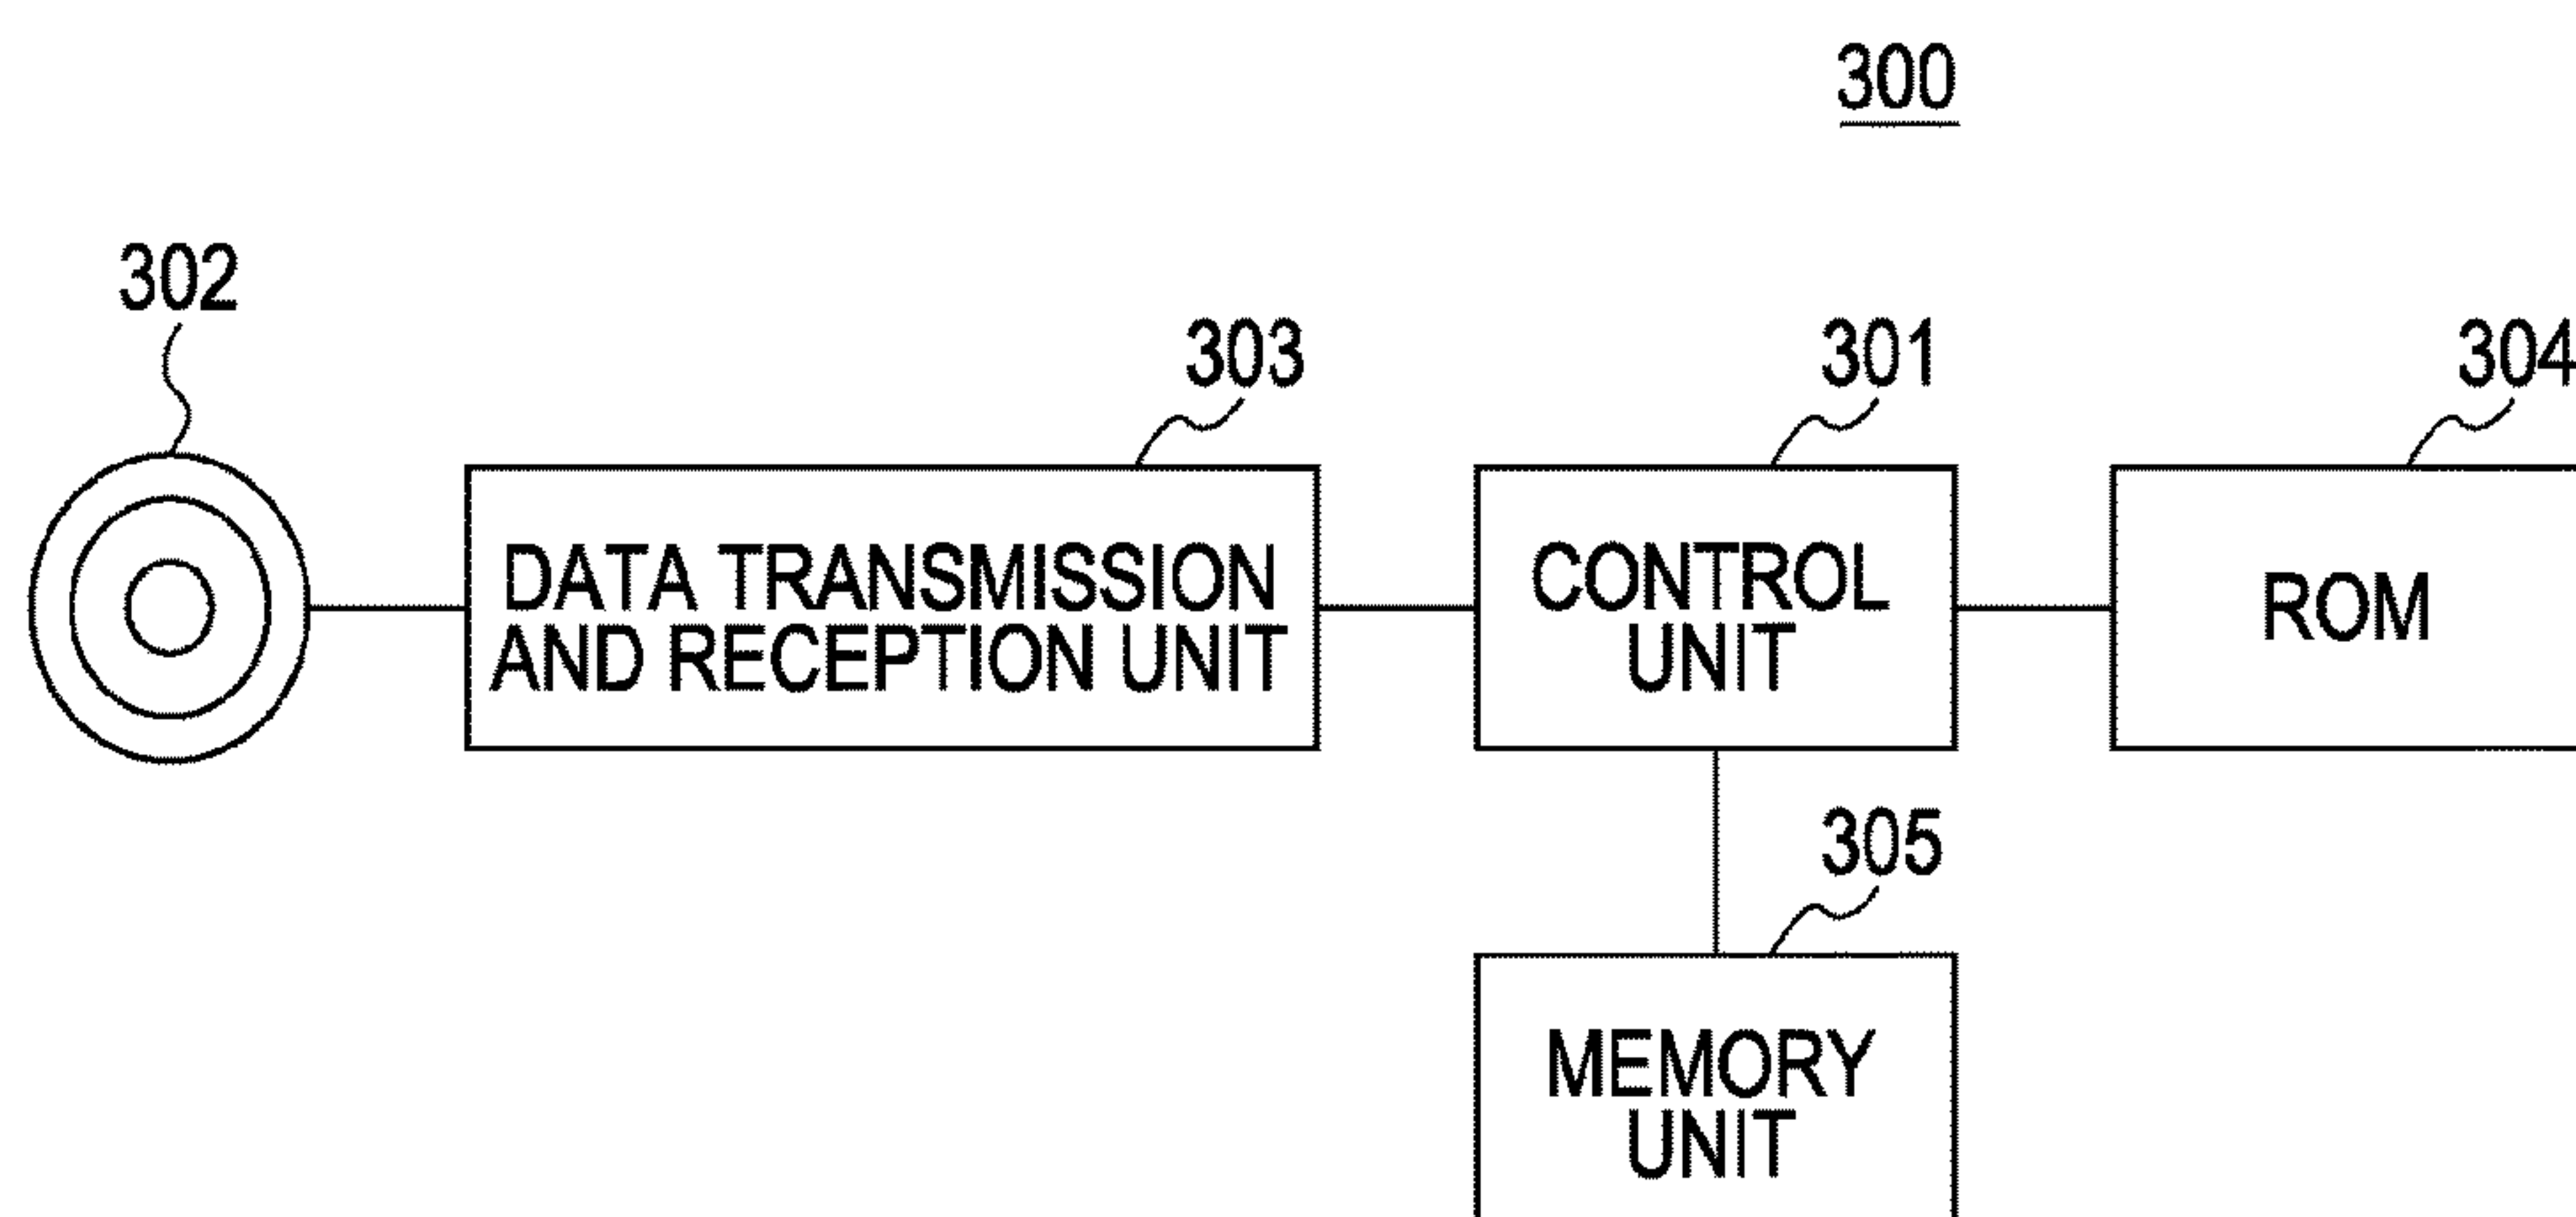 300
302
303
301
304
DATA TRANSMISSION
AND RECEPTION UNIT
CONTROL
UNIT
ROM
305
MEMORY
UNIT